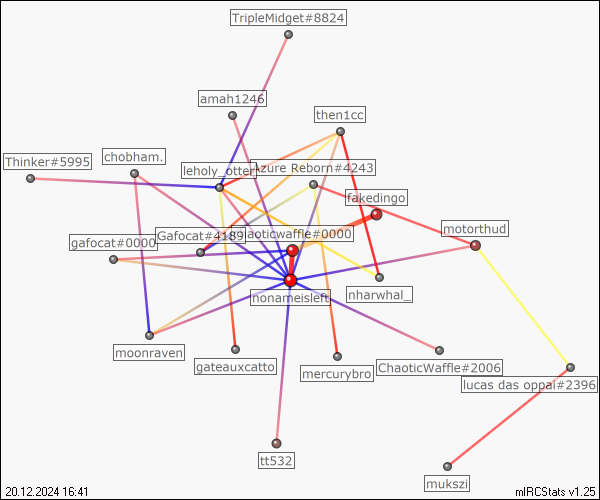 TripleMidget#8824
amah1246
then1cc
chobham.
Thinker#5995
leholy_otter
Azure Reborn#4243
fakedingo
motorthud
Gafocat#4189
chaoticwaffle#0000
gafocat#0000
nonameisleft
nharwhal_
moonraven
gateauxcatto
mercurybro
ChaoticWaffle#2006
lucas das oppai#2396
tt532
mukszi
20.12.2024 16:41
mIRCStats v1.25